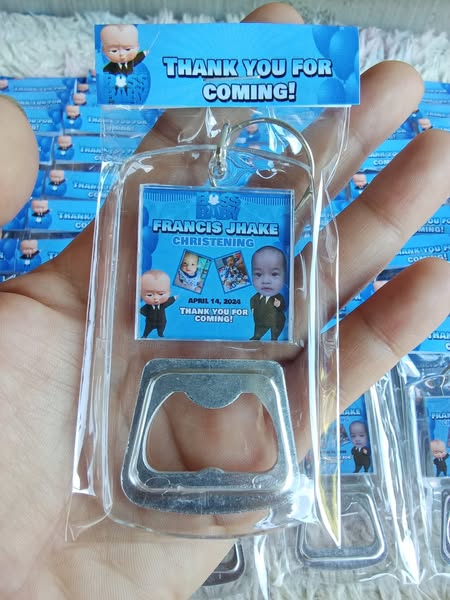 THANK YOU FOR
COMING!
BOSS
BABY
FRANCIS JHAKE
CHRISTENING
APRIL 14, 2024
THANK YOU FOR
COMING!